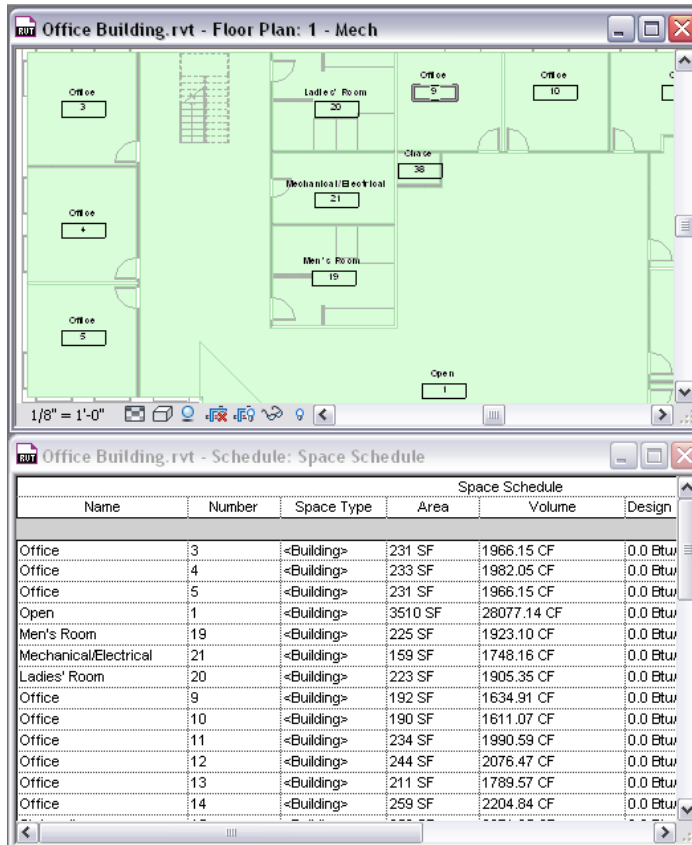 Office Building.rvt - Floor Plan: 1 - Mech
Office
3
Ladies' Room
20
Office
9
Office
10
Chase
38
Mechanical/Electrical
21
Office
4
Men's Room
19
Office
5
Open
1
1/8" = 1'-0"
Office Building.rvt - Schedule: Space Schedule
Space Schedule
Name Number Space Type Area Volume Design
Office 3 <Building> 231 SF 1966.15 CF 0.0 Btu/
Office 4 <Building> 233 SF 1982.05 CF 0.0 Btu/
Office 5 <Building> 231 SF 1966.15 CF 0.0 Btu/
Open 1 <Building> 3510 SF 28077.14 CF 0.0 Btu/
Men's Room 19 <Building> 225 SF 1923.10 CF 0.0 Btu/
Mechanical/Electrical 21 <Building> 159 SF 1748.16 CF 0.0 Btu/
Ladies' Room 20 <Building> 223 SF 1905.35 CF 0.0 Btu/
Office 9 <Building> 192 SF 1634.91 CF 0.0 Btu/
Office 10 <Building> 190 SF 1611.07 CF 0.0 Btu/
Office 11 <Building> 234 SF 1990.59 CF 0.0 Btu/
Office 12 <Building> 244 SF 2076.47 CF 0.0 Btu/
Office 13 <Building> 211 SF 1789.57 CF 0.0 Btu/
Office 14 <Building> 259 SF 2204.84 CF 0.0 Btu/